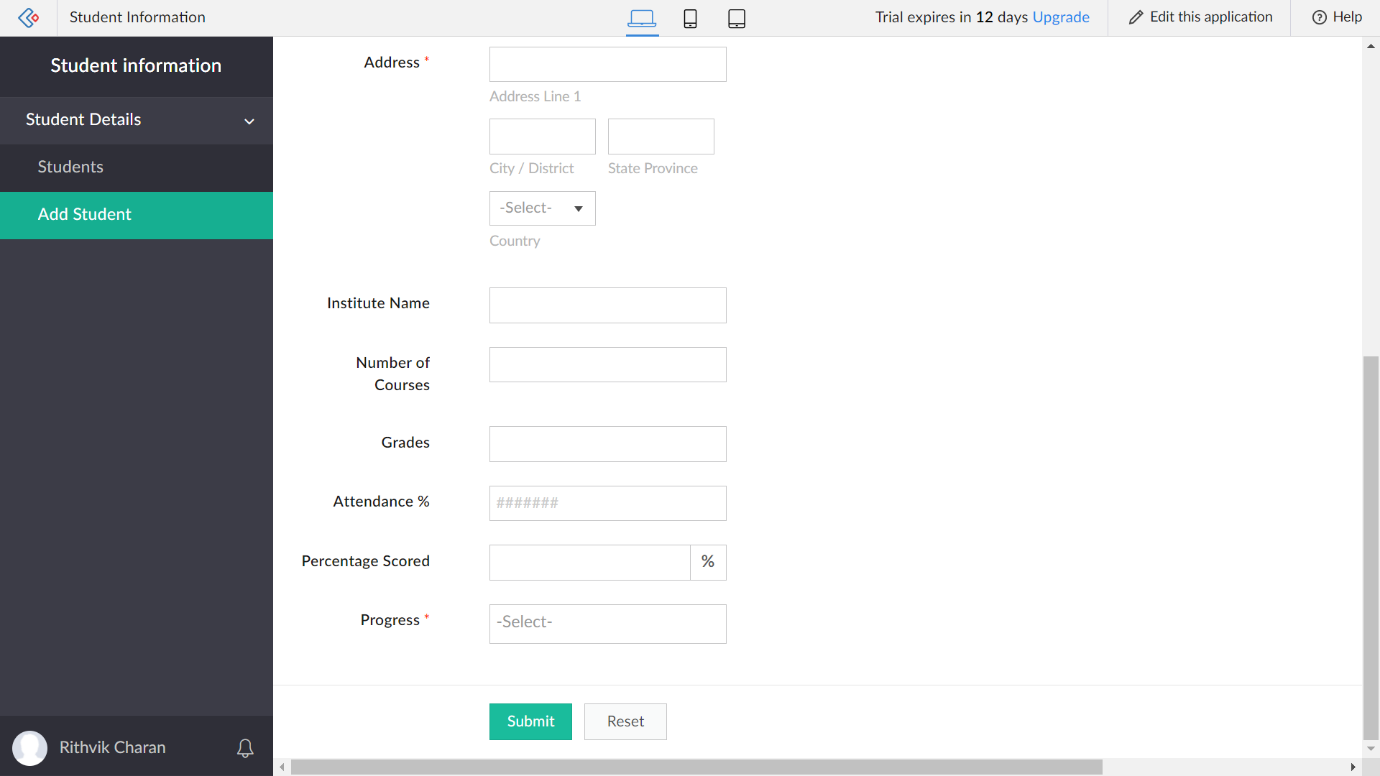 Student Information
Trial expires in 12 days Upgrade
Edit this application
Help
Student information
Student Details
Students
Add Student
Address *
Address Line 1
City / District
State Province
-Select-
Country
Institute Name
Number of
Courses
Grades
Attendance %
#######
Percentage Scored
%
Progress *
-Select-
Submit
Reset
Rithvik Charan